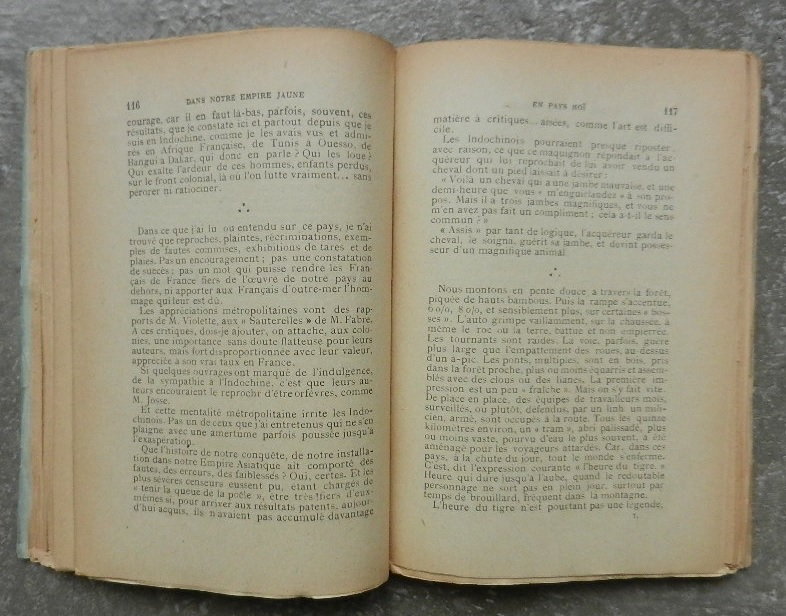 116 DANS NOTRE EMPIRE JAUNE
courage, car il en faut là-bas, parfois, souvent, ces
résultats, que je constate ici et partout depuis que je
suis en Indochine, comme je les avais vus et admi-
rés en Afrique Française, de Tunis à Ouesso, de
Bangui à Dakar, qui donc en parle ? Qui les loue ?
Qui exalte l'ardeur de ces hommes, enfants perdus,
sur le front colonial, là où l'on lutte vraiment... sans
pérorer ni ratiociner.
Dans ce que j'ai lu ou entendu sur ce pays, je n'ai
trouvé que reproches, plaintes, récriminations, exem-
ples de fautes commises, exhibitions de tares et de
plaies. Pas un encouragement ; pas une constatation
de succès ; pas un mot qui puisse rendre les Fran-
çais de France fiers de l'œuvre de notre pays au
dehors, ni apporter aux Français d'outre-mer l'hom-
mage qui leur est dû.
Les appréciations métropolitaines vont des rap-
ports de M. Violette, aux « Sauterelles » de M. Fabre.
A ces critiques, dois-je ajouter, on attache, aux colo-
nies, une importance sans doute flatteuse pour leurs
auteurs, mais fort disproportionnée avec leur valeur,
appréciée à son vrai taux en France.
Si quelques ouvrages ont marqué de l'indulgence,
de la sympathie à l'Indochine, c'est que leurs au-
teurs encouraient le reproche d'être orfèvres, comme
M. Josse.
Et cette mentalité métropolitaine irrite les Indo-
chinois. Pas un de ceux que j'ai entretenus qui ne s'en
plaigne avec une amertume parfois poussée jusqu'à
l'exaspération.
Que l'histoire de notre conquête, de notre installa-
tion dans notre Empire Asiatique ait comporté des
fautes, des erreurs, des faiblesses ? Oui, certes. Et les
plus sévères censeurs eussent pu, étant chargés de
« tenir la queue de la poêle », être très fiers d'eux-
mêmes si, pour arriver aux résultats patents, aujour-
d'hui acquis, ils n'avaient pas accumulé davantage
EN PAYS MOÏ 117
matière à critiques... aisées, comme l'art est diffi-
cile.
Les Indochinois pourraient presque riposter,
avec raison, ce que ce maquignon répondait à l'ac-
quéreur qui lui reprochait de lui avoir vendu un
cheval dont un pied laissait à désirer :
« Voilà un cheval qui a une jambe mauvaise, et une
demi-heure que vous « m'enguirlandes » à son pro-
pos. Mais il a trois jambes magnifiques, et vous ne
m'en avez pas fait un compliment ; cela a-t-il le sens
commun ? »
« Assis » par tant de logique, l'acquéreur garda le
cheval, le soigna, guérit sa jambe, et devint posses-
seur d'un magnifique animal.
Nous montons en pente douce à travers la forêt,
piquée de hauts bambous. Puis la rampe s'accentue,
6 o/o, 8 o/o, et sensiblement plus, sur certaines « bos-
ses ». L'auto grimpe vaillamment, sur la chaussée, à
même le roc ou la terre, battue et non empierrée.
Les tournants sont raides. La voie, parfois, guère
plus large que l'empattement des roues, au-dessus
d'un à-pic. Les ponts, multiples, sont en bois, pris
dans la forêt proche, plus ou moins équarris et assem-
blés avec des clous ou des lianes. La première im-
pression est un peu « fraîche ». Mais on s'y fait vite.
De place en place, des équipes de travailleurs moïs,
surveillés, ou plutôt, défendus, par un linh ou mili-
cien, armé, sont occupés à la route. Tous les quinze
kilomètres environ, un « tram », abri palissadé, plus
ou moins vaste, pourvu d'eau le plus souvent, a été
aménagé pour les voyageurs attardés. Car, dans ces
pays, à la chute du jour, tout le monde s'enferme.
C'est, dit l'expression courante « l'heure du tigre. »
Heure qui dure jusqu'à l'aube, quand le redoutable
personnage ne sort pas en plein jour, surtout par
temps de brouillard, fréquent dans la montagne.
L'heure du tigre n'est pourtant pas une légende.